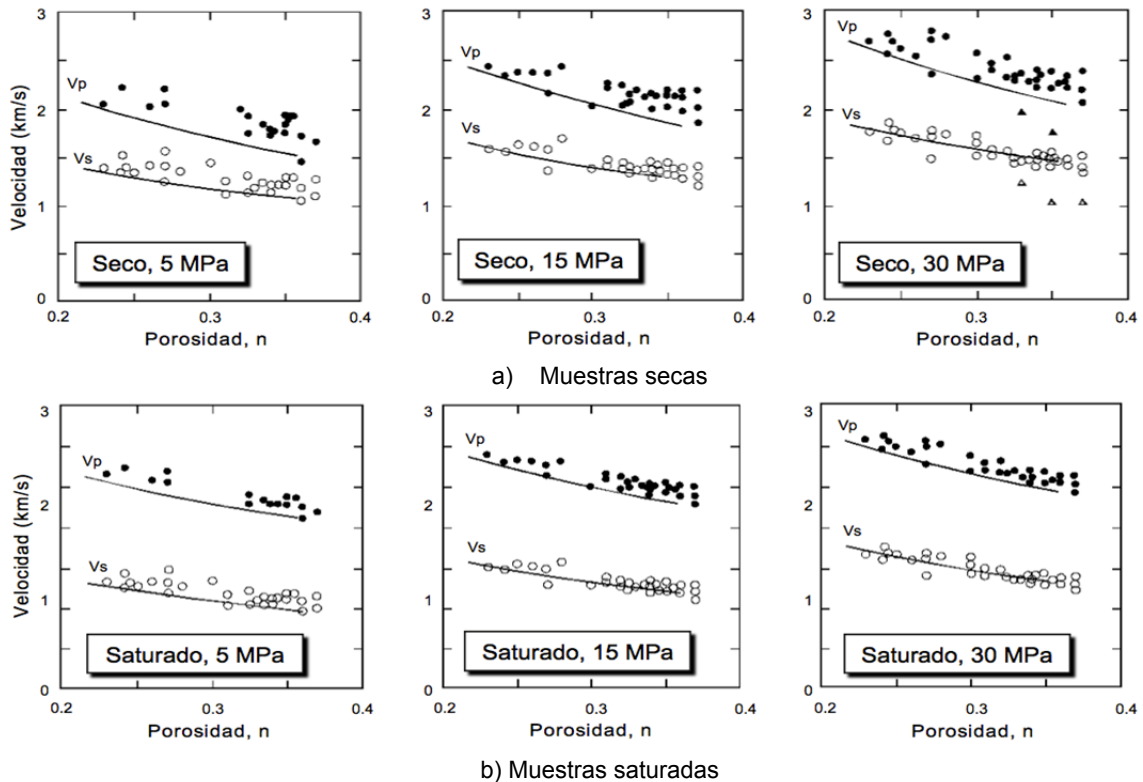 3
2
1
0
Velocidad (km/s)
Vp
Vs
Seco, 5 MPa
0.2
0.3
0.4
Porosidad, n
3
2
1
0
Vp
Vs
Seco, 15 MPa
0.2
0.3
0.4
Porosidad, n
3
2
1
0
Vp
Vs
Seco, 30 MPa
0.2
0.3
0.4
Porosidad, n
a) Muestras secas
3
2
1
0
Velocidad (km/s)
Vp
Vs
Saturado, 5 MPa
0.2
0.3
0.4
Porosidad, n
3
2
1
0
Vp
Vs
Saturado, 15 MPa
0.2
0.3
0.4
Porosidad, n
3
2
1
0
Vp
Vs
Saturado, 30 MPa
0.2
0.3
0.4
Porosidad, n
b) Muestras saturadas